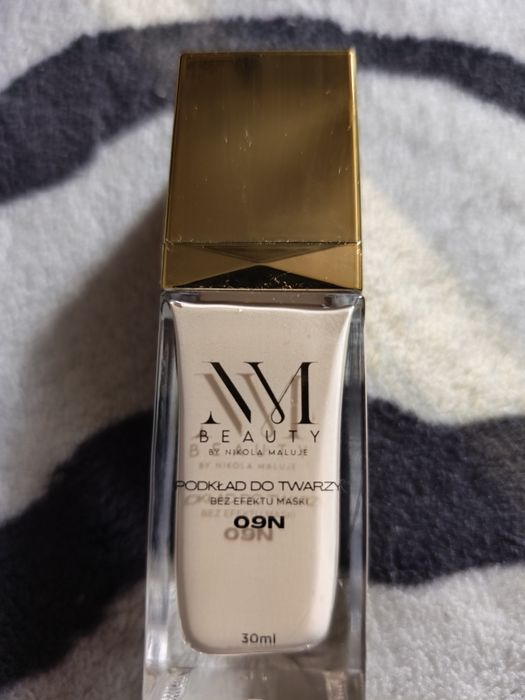 NM
BEAUTY
BY NIKOLA MALUJE
PODKŁAD DO TWARZY
BEZ EFEKTU MASKI
09N
30ml